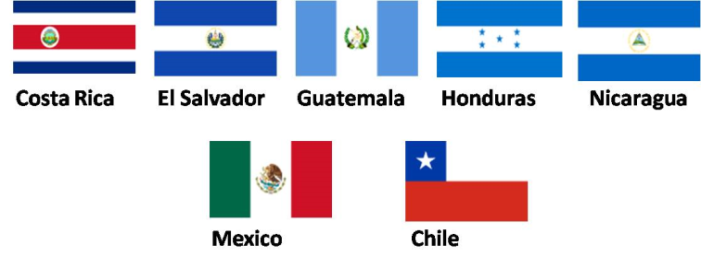 Costa Rica El Salvador Guatemala Honduras Nicaragua
Mexico Chile